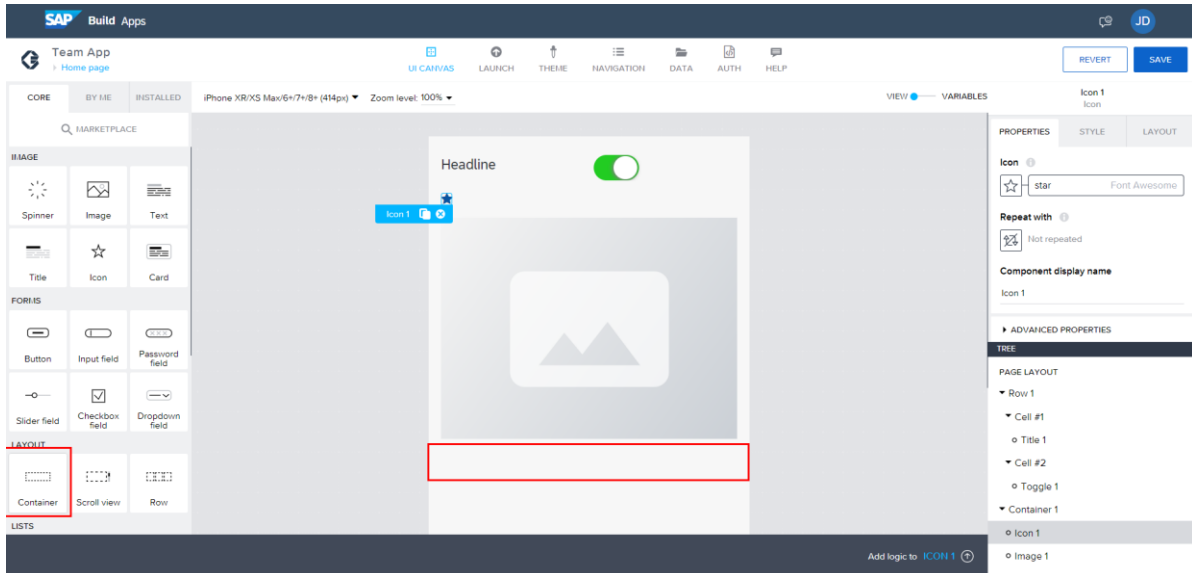 SAP Build Apps
JD
Team App
Home page
UI CANVAS LAUNCH THEME NAVIGATION DATA AUTH HELP
REVERT SAVE
CORE BY ME INSTALLED
iPhone XR/XS Max/6+/7+/8+ (414px) Zoom level: 100%
VIEW VARIABLES
Icon 1
Icon
MARKETPLACE
PROPERTIES STYLE LAYOUT
IMAGE
Spinner Image Text
Title Icon Card
FORMS
Button Input field Password field
Slider field Checkbox field Dropdown field
LAYOUT
Container Scroll view Row
LISTS
Headline
Icon 1
Icon
star Font Awesome
Repeat with
Not repeated
Component display name
Icon 1
ADVANCED PROPERTIES
TREE
PAGE LAYOUT
Row 1
Cell #1
Title 1
Cell #2
Toggle 1
Container 1
Icon 1
Image 1
Add logic to ICON 1